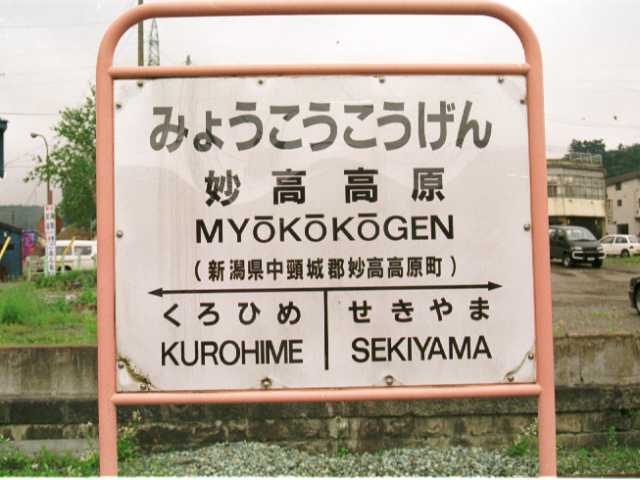 みょうこうこうげん
妙高高原
MYŌKŌKŌGEN
(新潟県中頸城郡妙高高原町)
くろひめ せきやま
KUROHIME SEKIYAMA